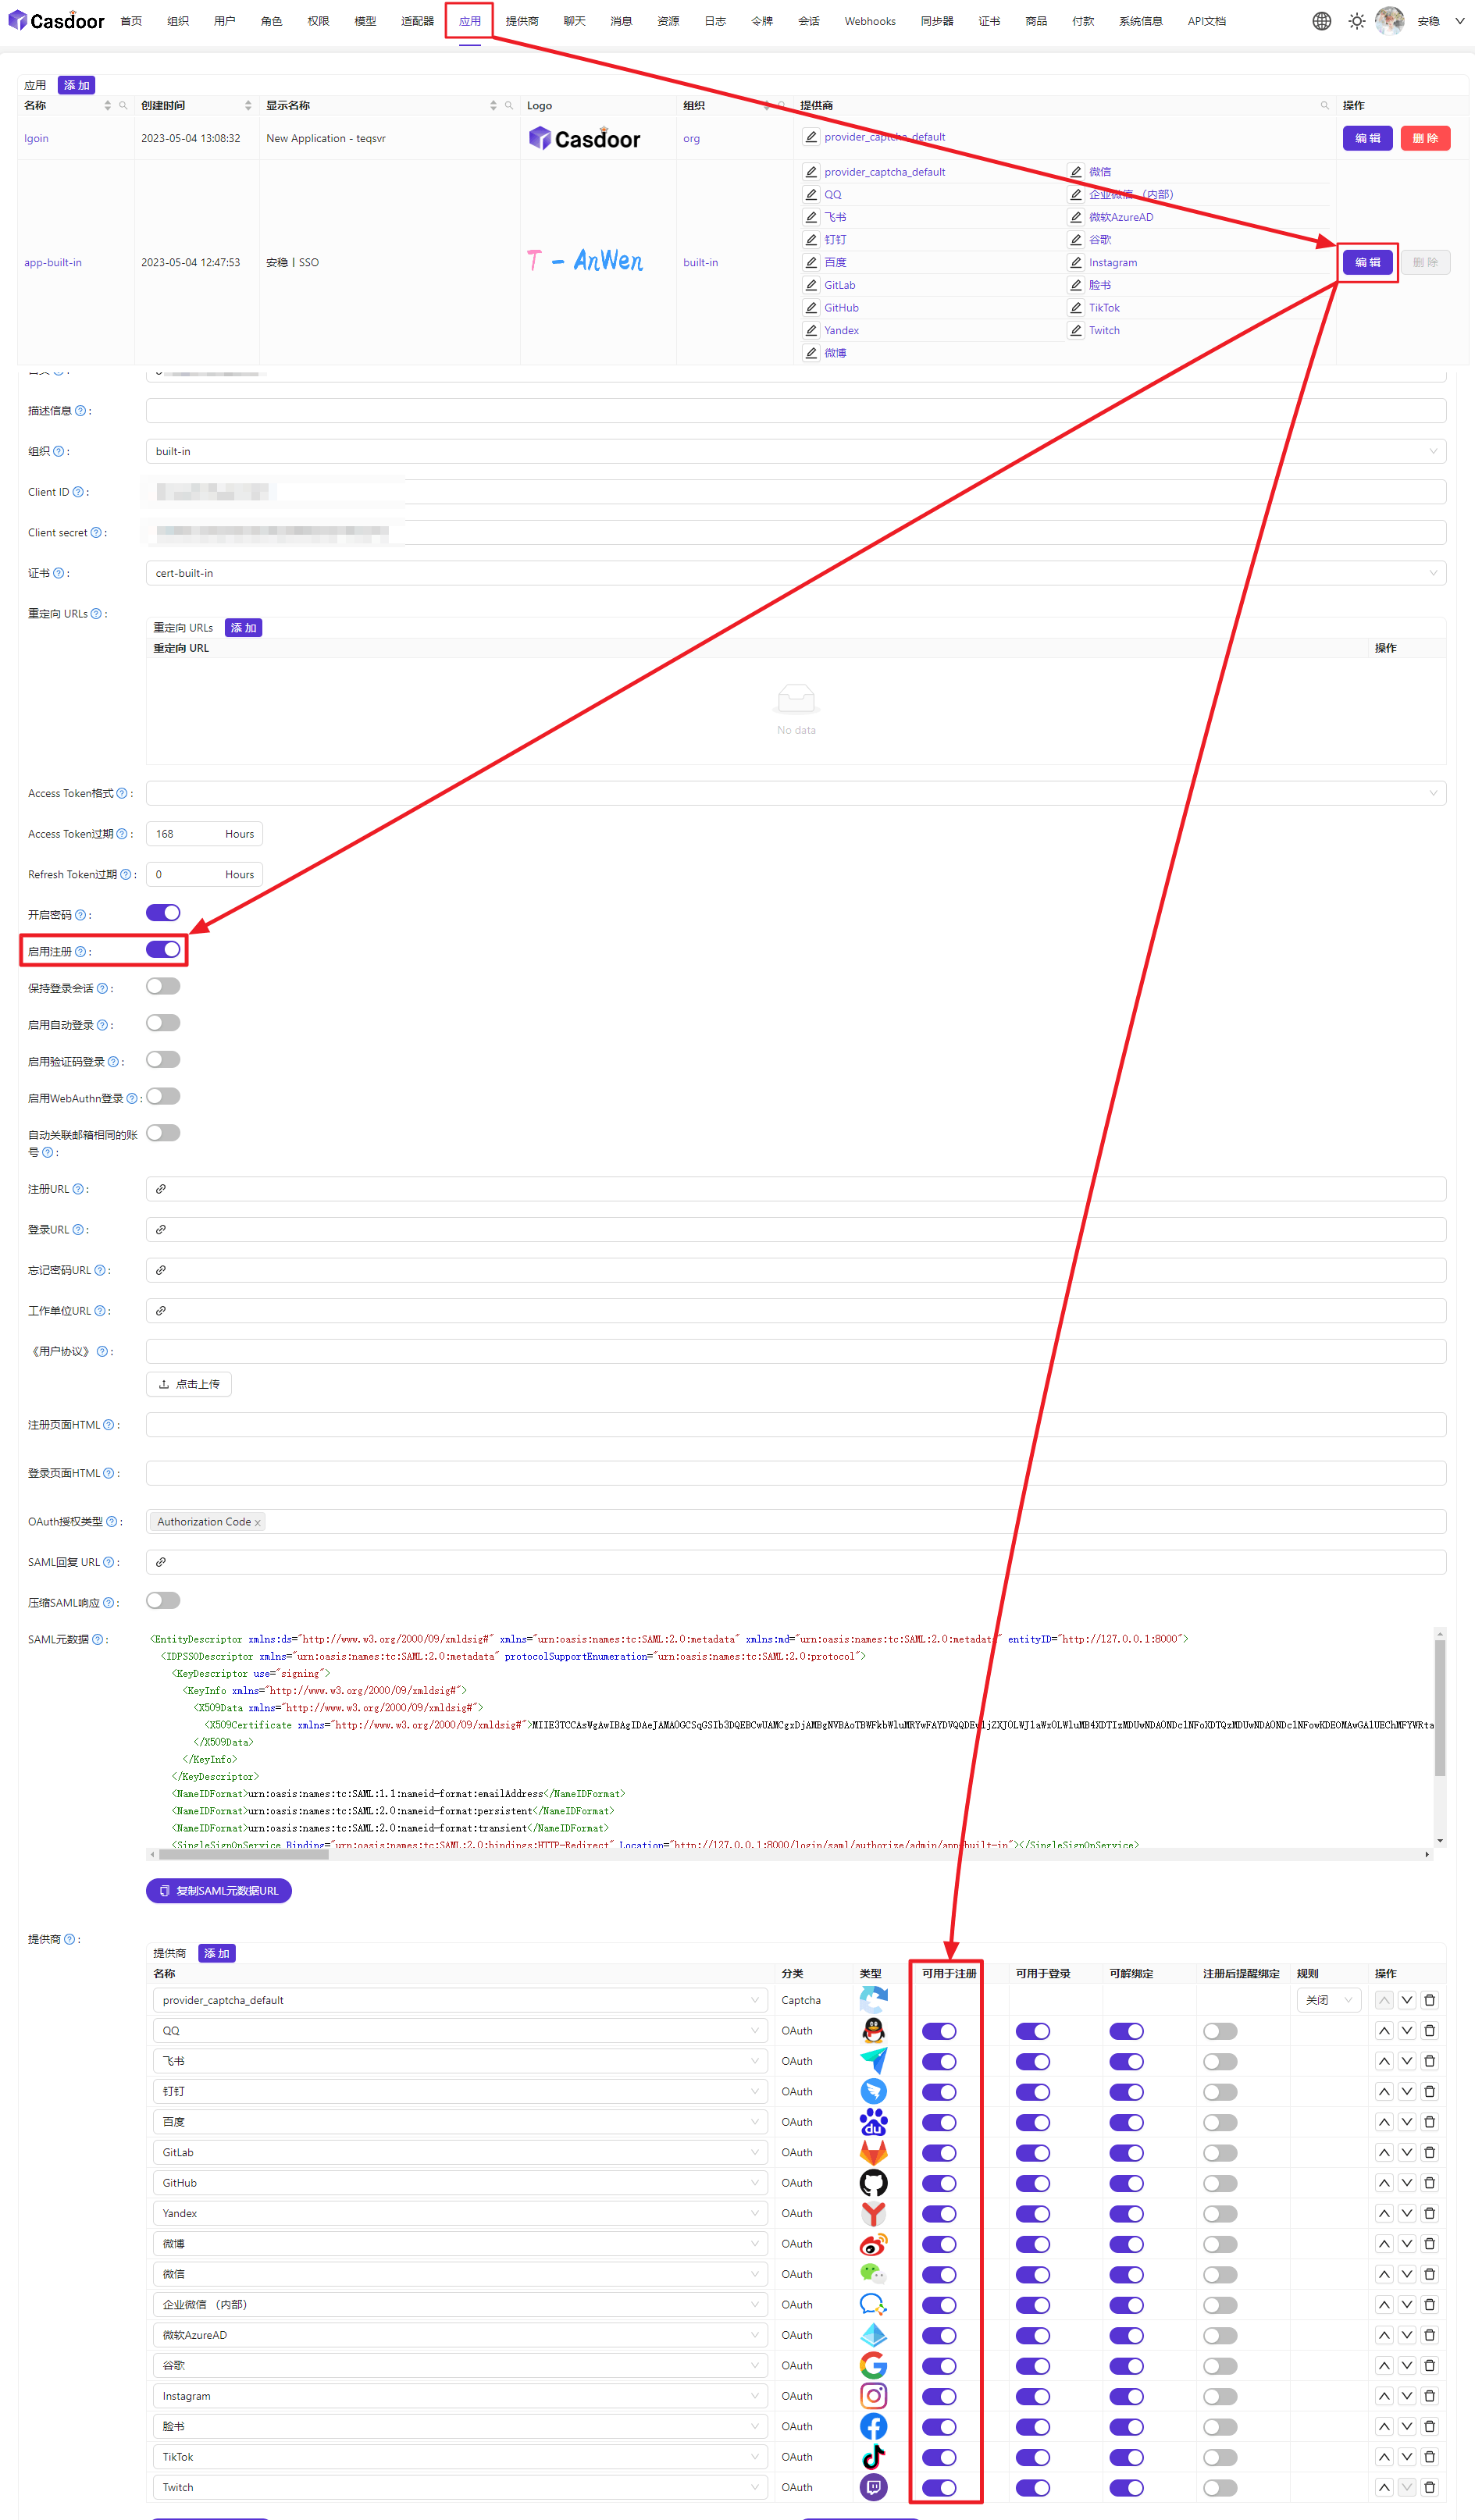 Casdoor 首页 组织 用户 角色 权限 模型 适配器 应用 提供商 聊天 消息 资源 日志 令牌 会话 Webhooks 同步器 证书 商品 付款 系统信息 API文档 安稳
应用 添 加
名称 创建时间 显示名称 Logo 组织 提供商 操作
lgoin 2023-05-04 13:08:32 New Application - teqsvr Casdoor org provider_captcha_default 编 辑 删 除
provider_captcha_default 微信
QQ 企业微信 （内部）
飞书 微软AzureAD
钉钉 谷歌
app-built-in 2023-05-04 12:47:53 安稳丨SSO T - AnWen built-in 百度 Instagram 编 辑 删 除
GitLab 脸书
GitHub TikTok
Yandex Twitch
微博
描述信息 :
组织 : built-in
Client ID :
Client secret :
证书 : cert-built-in
重定向 URLs :
重定向 URLs 添 加
重定向 URL 操作
No data
Access Token格式 :
Access Token过期 : 168 Hours
Refresh Token过期 : 0 Hours
开启密码 :
启用注册 :
保持登录会话 :
启用自动登录 :
启用验证码登录 :
启用WebAuthn登录 :
自动关联邮箱相同的账
号 :
注册URL :
登录URL :
忘记密码URL :
工作单位URL :
《用户协议》 :
点击上传
注册页面HTML :
登录页面HTML :
OAuth授权类型 : Authorization Code x
SAML回复 URL :
压缩SAML响应 :
SAML元数据 :
<EntityDescriptor xmlns:ds="http://www.w3.org/2000/09/xmldsig#" xmlns="urn:oasis:names:tc:SAML:2.0:metadata" xmlns:md="urn:oasis:names:tc:SAML:2.0:metadata" entityID="http://127.0.0.1:8000">
<IDPSSODescriptor xmlns="urn:oasis:names:tc:SAML:2.0:metadata" protocolSupportEnumeration="urn:oasis:names:tc:SAML:2.0:protocol">
<KeyDescriptor use="signing">
<KeyInfo xmlns="http://www.w3.org/2000/09/xmldsig#">
<X509Data xmlns="http://www.w3.org/2000/09/xmldsig#">
<X509Certificate xmlns="http://www.w3.org/2000/09/xmldsig#">
</X509Data>
</KeyInfo>
</KeyDescriptor>
<NameIDFormat>urn:oasis:names:tc:SAML:1.1:nameid-format:emailAddress</NameIDFormat>
<NameIDFormat>urn:oasis:names:tc:SAML:2.0:nameid-format:persistent</NameIDFormat>
<NameIDFormat>urn:oasis:names:tc:SAML:2.0:nameid-format:transient</NameIDFormat>
<SingleSignOnService Binding="urn:oasis:names:tc:SAML:2.0:bindings:HTTP-Redirect" Location="http://127.0.0.1:8000/login/saml/authorize/admin/app-built-in"></SingleSignOnService>
复制SAML元数据URL
提供商 :
提供商 添 加
名称 分类 类型 可用于注册 可用于登录 可解绑定 注册后提醒绑定 规则 操作
provider_captcha_default Captcha 关闭
QQ OAuth
飞书 OAuth
钉钉 OAuth
百度 OAuth du
GitLab OAuth
GitHub OAuth
Yandex OAuth
微博 OAuth
微信 OAuth
企业微信 （内部） OAuth
微软AzureAD OAuth
谷歌 OAuth
Instagram OAuth
脸书 OAuth
TikTok OAuth
Twitch OAuth